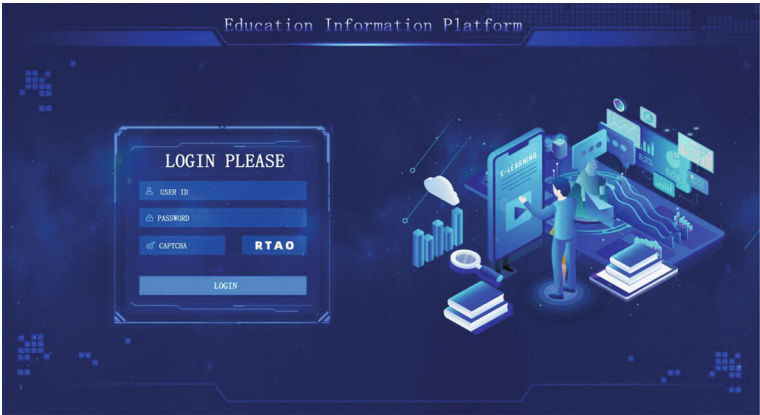 Education Information Platform
LOGIN PLEASE
USER ID
PASSWORD
CAPTCHA
RTAO
LOGIN
E-LEARNING